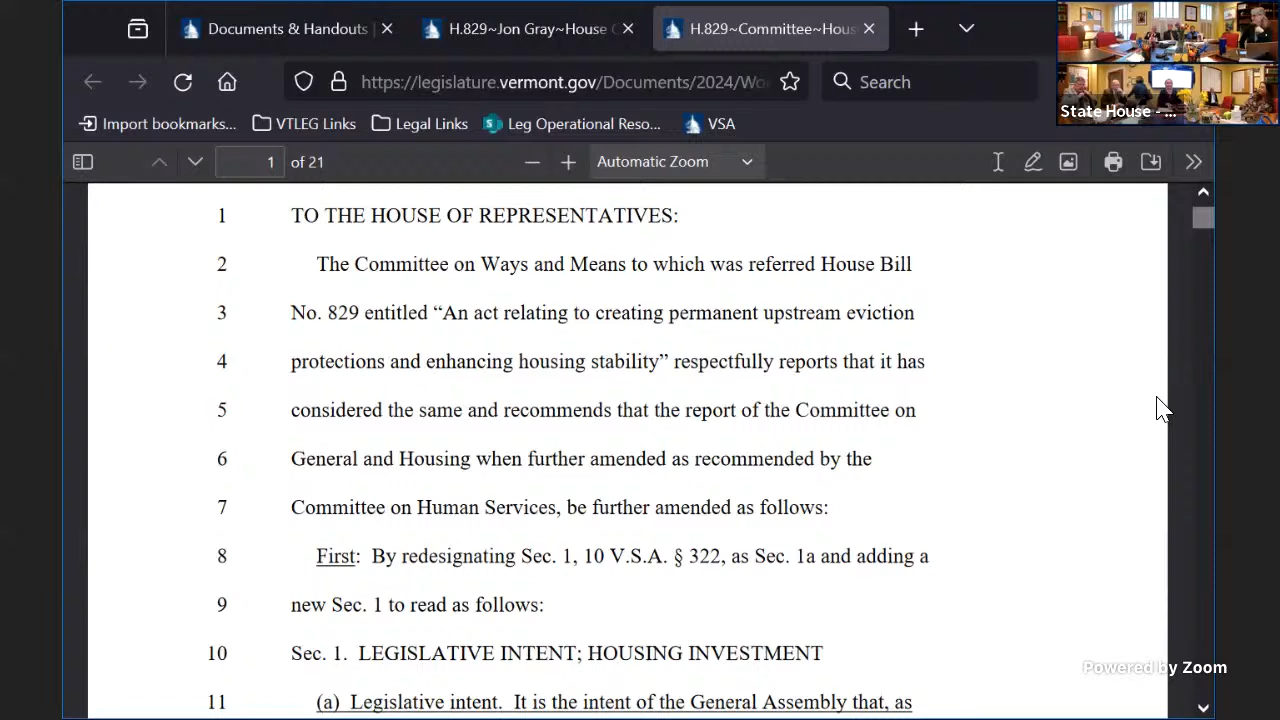 Documents & Handouts |
H.829~Jon Gray~House
H.829~Committee~Hous
https://legislature.vermont.gov/Documents/2024/Wo
Search
Import bookmarks...
VTLEG Links
Legal Links
Leg Operational Reso...
VSA
State House - ...
1 of 21
Automatic Zoom
1 TO THE HOUSE OF REPRESENTATIVES:
2 The Committee on Ways and Means to which was referred House Bill
3 No. 829 entitled “An act relating to creating permanent upstream eviction
4 protections and enhancing housing stability” respectfully reports that it has
5 considered the same and recommends that the report of the Committee on
6 General and Housing when further amended as recommended by the
7 Committee on Human Services, be further amended as follows:
8 First: By redesignating Sec. 1, 10 V.S.A. § 322, as Sec. 1a and adding a
9 new Sec. 1 to read as follows:
10 Sec. 1. LEGISLATIVE INTENT; HOUSING INVESTMENT
11 (a) Legislative intent. It is the intent of the General Assembly that, as
Powered by Zoom